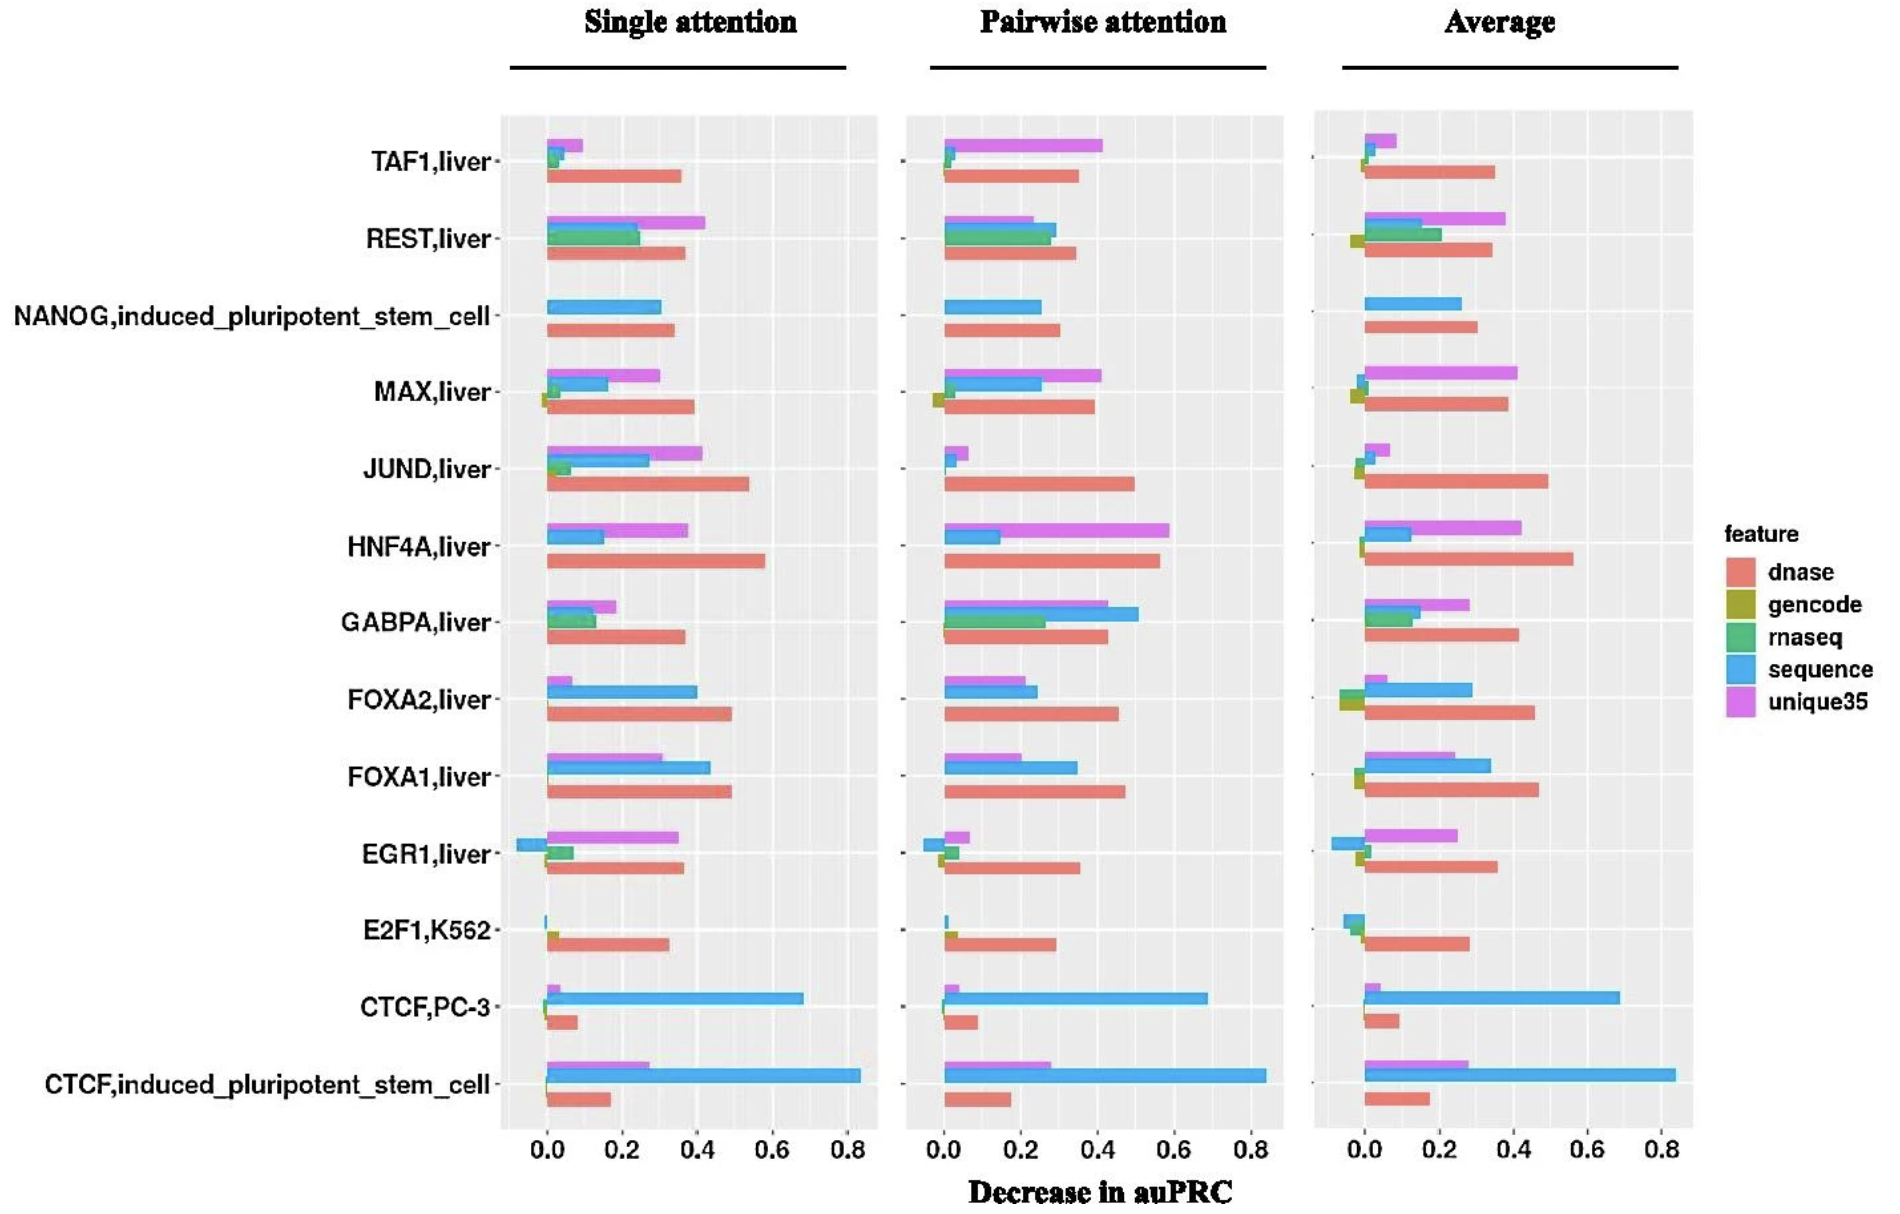 Single attention
Pairwise attention
Average
TAF1,liver
REST,liver
NANOG,induced_pluripotent_stem_cell
MAX,liver
JUND,liver
HNF4A,liver
GABPA,liver
FOXA2,liver
FOXA1,liver
EGR1,liver
E2F1,K562
CTCF,PC-3
CTCF,induced_pluripotent_stem_cell
feature
dnase
gencode
rnaseq
sequence
unique35
0.0 0.2 0.4 0.6 0.8
0.0 0.2 0.4 0.6 0.8
0.0 0.2 0.4 0.6 0.8
Decrease in auPRC